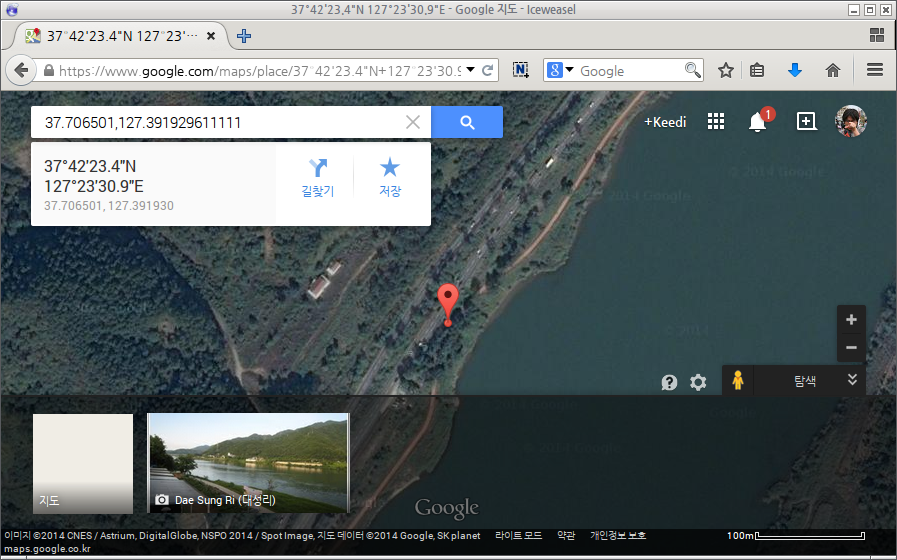 37°42'23,4"N 127°23'30,9"E - Google 지도 - Iceweasel
37°42'23.4"N 127°23'···
https://www.google.com/maps/place/37°42'23.4"N+127°23'30.9
Google
37.706501,127.391929611111
+Keedi
1
37°42'23.4"N
127°23'30.9"E
37.706501, 127.391930
길찾기
저장
© 2014 Google
2014 Google
© 2014
탐색
지도
Dae Sung Ri (대성리)
Google
이미지 ©2014 CNES / Astrium, DigitalGlobe, NSPO 2014 / Spot Image, 지도 데이터 ©2014 Google, SK planet
라이트 모드
약관
개인정보 보호
100m
maps.google.co.kr